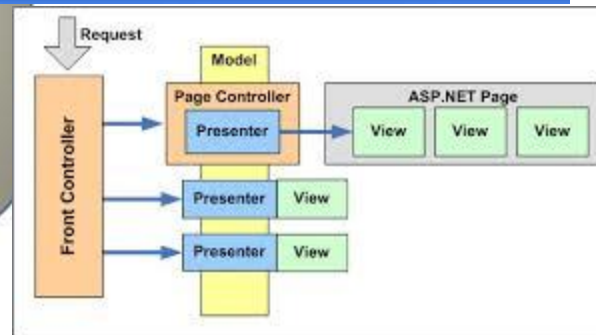 Request
Model
Page Controller
ASP.NET Page
Presenter
View
View
View
Front Controller
Presenter
View
Presenter
View